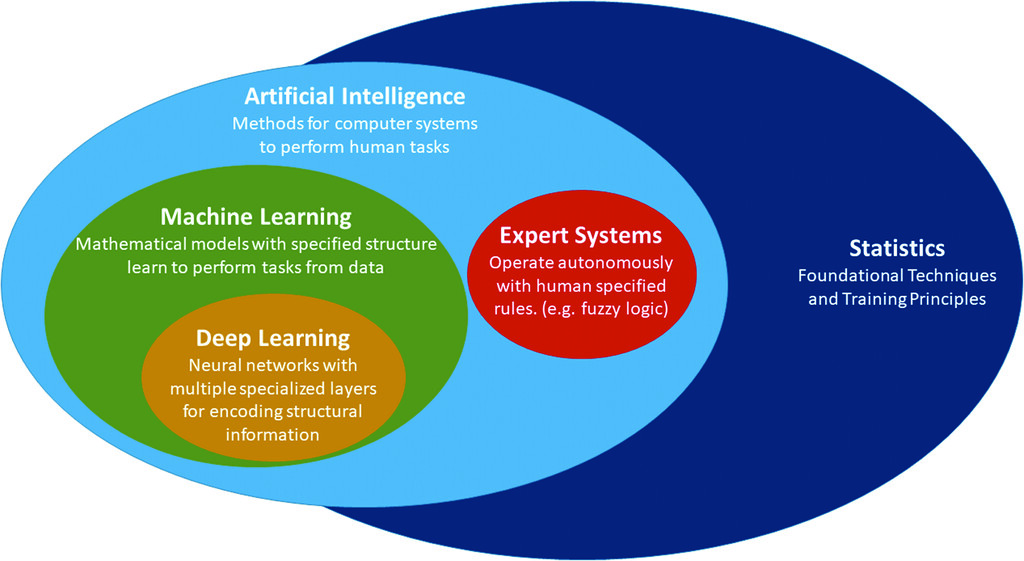 Artificial Intelligence
Methods for computer systems
to perform human tasks
Machine Learning
Mathematical models with specified structure
learn to perform tasks from data
Deep Learning
Neural networks with
multiple specialized layers
for encoding structural
information
Expert Systems
Operate autonomously
with human specified
rules. (e.g. fuzzy logic)
Statistics
Foundational Techniques
and Training Principles